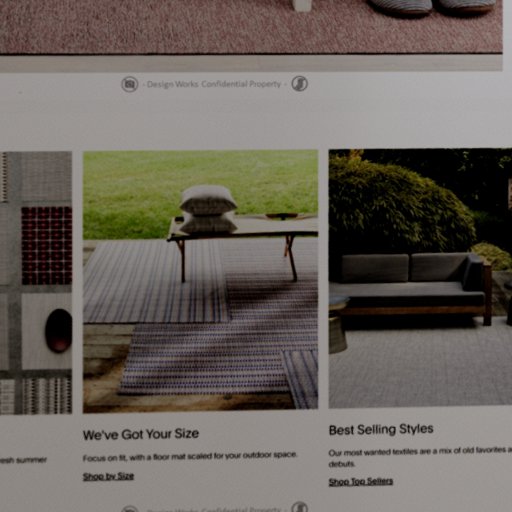 - Design Works Confidential Property -
We've Got Your Size
Focus on fit, with a floor mat scaled for your outdoor space.
Shop by Size
Best Selling Styles
Our most wanted textiles are a mix of old favorites a
debuts.
Shop Top Sellers
esh summer
- Design Works Confidential Property -